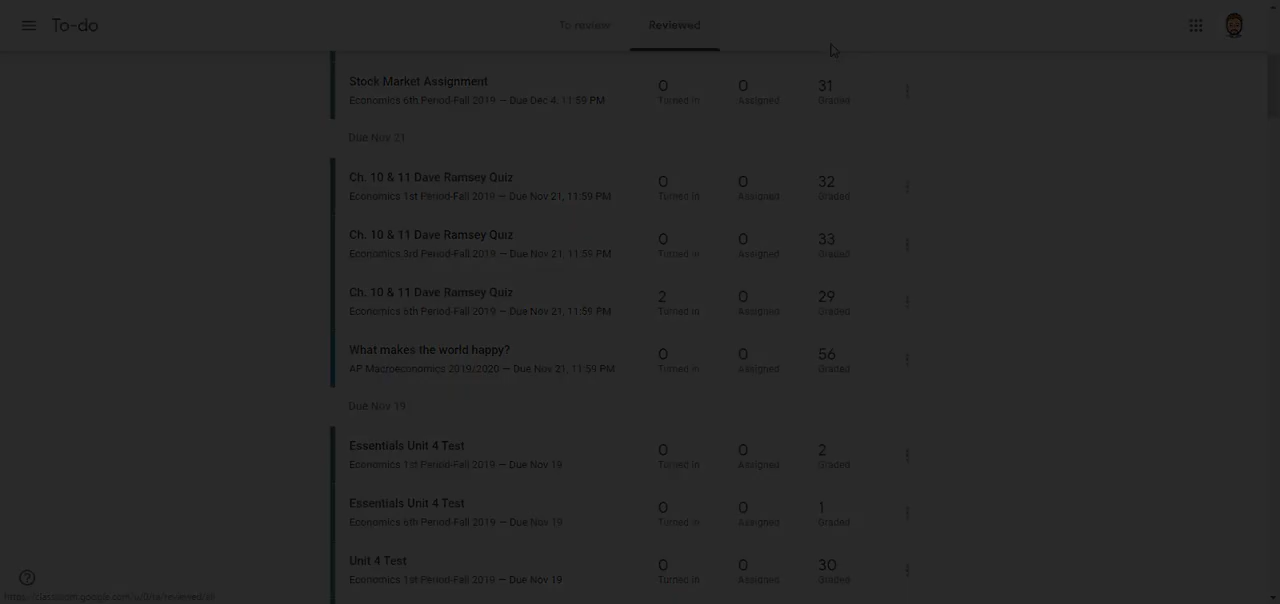 To-do
To review
Reviewed
Stock Market Assignment
Economics 6th Period-Fall 2019 — Due Dec 4, 11:59 PM
0
Turned in
0
Assigned
31
Graded
Due Nov 21
Ch. 10 & 11 Dave Ramsey Quiz
Economics 1st Period-Fall 2019 — Due Nov 21, 11:59 PM
0
Turned in
0
Assigned
32
Graded
Ch. 10 & 11 Dave Ramsey Quiz
Economics 3rd Period-Fall 2019 — Due Nov 21, 11:59 PM
0
Turned in
0
Assigned
33
Graded
Ch. 10 & 11 Dave Ramsey Quiz
Economics 6th Period-Fall 2019 — Due Nov 21, 11:59 PM
2
Turned in
0
Assigned
29
Graded
What makes the world happy?
AP Macroeconomics 2019/2020 — Due Nov 21, 11:59 PM
0
Turned in
0
Assigned
56
Graded
Due Nov 19
Essentials Unit 4 Test
Economics 1st Period-Fall 2019 — Due Nov 19
0
Turned in
0
Assigned
2
Graded
Essentials Unit 4 Test
Economics 6th Period-Fall 2019 — Due Nov 19
0
Turned in
0
Assigned
1
Graded
Unit 4 Test
Economics 1st Period-Fall 2019 — Due Nov 19
0
Turned in
0
Assigned
30
Graded